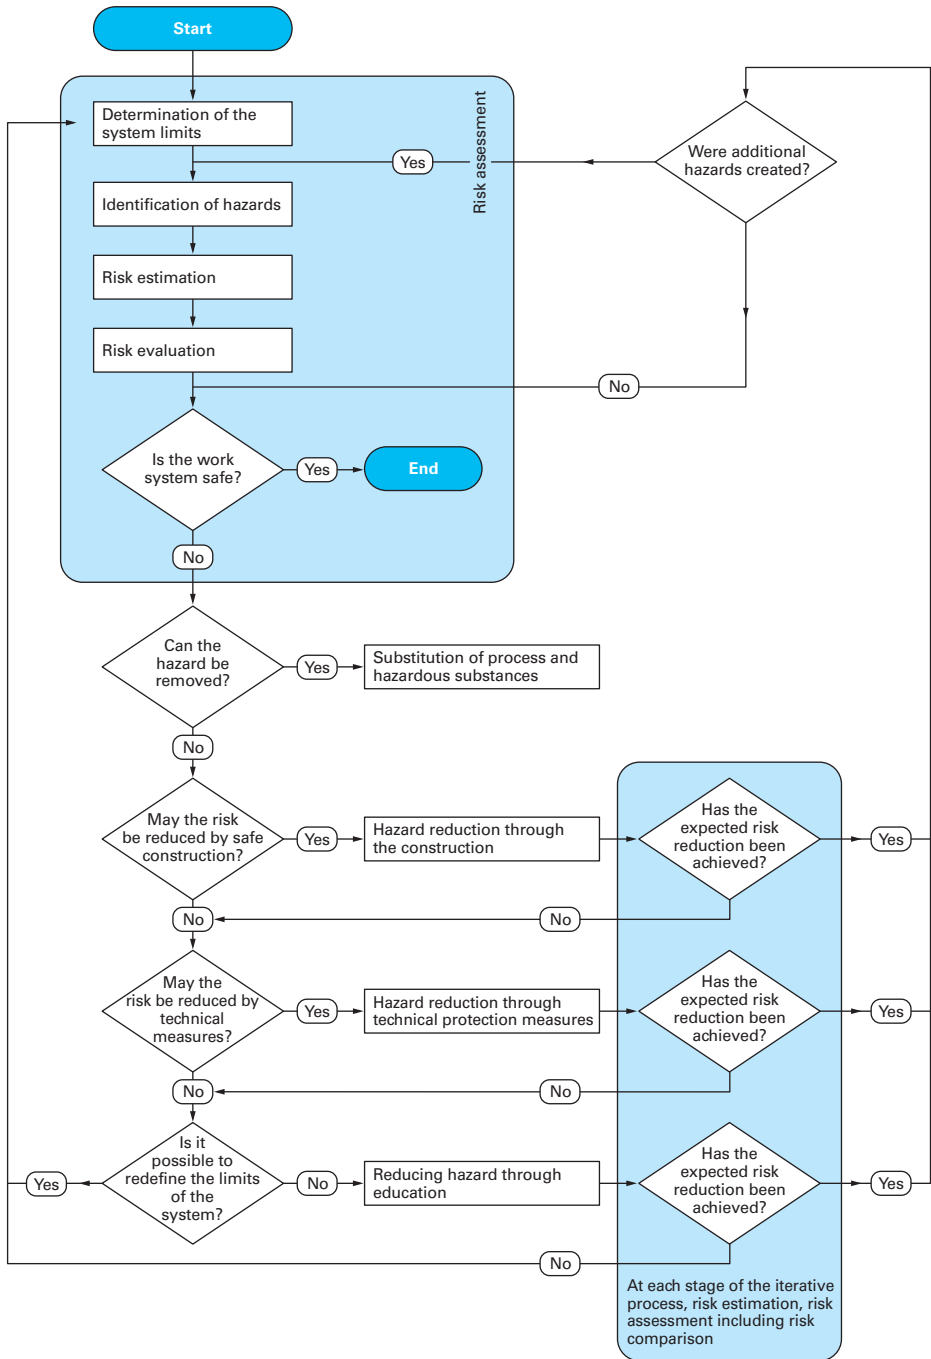 Start
Determination of the
system limits
Risk assessment
Yes
Were additional
hazards created?
Identification of hazards
Risk estimation
Risk evaluation
No
Is the work
system safe?
Yes
End
No
Can the
hazard be
removed?
Yes
Substitution of process and
hazardous substances
No
May the risk
be reduced by safe
construction?
Yes
Hazard reduction through
the construction
Has the
expected risk
reduction been
achieved?
Yes
No
No
May the
risk be reduced by
technical
measures?
Yes
Hazard reduction through
technical protection measures
Has the
expected risk
reduction been
achieved?
Yes
No
No
Yes
Is it
possible to
redefine the limits
of the
system?
No
Reducing hazard through
education
Has the
expected risk
reduction been
achieved?
Yes
No
At each stage of the iterative
process, risk estimation, risk
assessment including risk
comparison